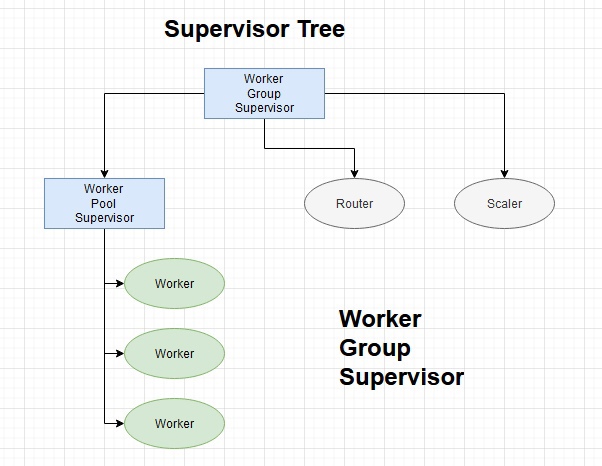 Supervisor Tree
Worker
Group
Supervisor
Worker
Pool
Supervisor
Router
Scaler
Worker
Worker
Worker
Worker
Group
Supervisor